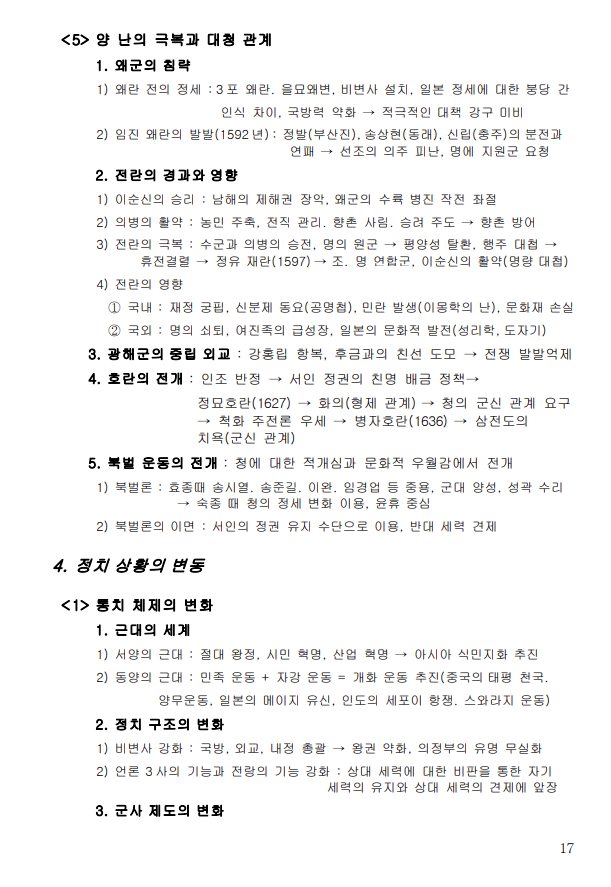 <5> 양 난의 극복과 대청 관계
1. 왜군의 침략
1) 왜란 전의 정세 : 3포 왜란. 을묘왜변, 비변사 설치, 일본 정세에 대한 붕당 간
인식 차이, 국방력 약화 → 적극적인 대책 강구 미비
2) 임진 왜란의 발발(1592년) : 정발(부산진), 송상현(동래), 신립(충주)의 분전과
연패 → 선조의 의주 피난, 명에 지원군 요청
2. 전란의 경과와 영향
1) 이순신의 승리 : 남해의 제해권 장악, 왜군의 수륙 병진 작전 좌절
2) 의병의 활약 : 농민 주축, 전직 관리. 향촌 사림. 승려 주도 → 향촌 방어
3) 전란의 극복 : 수군과 의병의 승전, 명의 원군 → 평양성 탈환, 행주 대첩 →
휴전결렬 → 정유 재란(1597) → 조. 명 연합군, 이순신의 활약(명량 대첩)
4) 전란의 영향
① 국내 : 재정 궁핍, 신분제 동요(공명첩), 민란 발생(이몽학의 난), 문화재 손실
② 국외 : 명의 쇠퇴, 여진족의 급성장, 일본의 문화적 발전(성리학, 도자기)
3. 광해군의 중립 외교 : 강홍립 항복, 후금과의 친선 도모 → 전쟁 발발억제
4. 호란의 전개 : 인조 반정 → 서인 정권의 친명 배금 정책→
정묘호란(1627) → 화의(형제 관계) → 청의 군신 관계 요구
→ 척화 주전론 우세 → 병자호란(1636) → 삼전도의
치욕(군신 관계)
5. 북벌 운동의 전개 : 청에 대한 적개심과 문화적 우월감에서 전개
1) 북벌론 : 효종때 송시열. 송준길. 이완. 임경업 등 중용, 군대 양성, 성곽 수리
→ 숙종 때 청의 정세 변화 이용, 윤휴 중심
2) 북벌론의 이면 : 서인의 정권 유지 수단으로 이용, 반대 세력 견제
4. 정치 상황의 변동
<1> 통치 체제의 변화
1. 근대의 세계
1) 서양의 근대 : 절대 왕정, 시민 혁명, 산업 혁명 → 아시아 식민지화 추진
2) 동양의 근대 : 민족 운동 + 자강 운동 = 개화 운동 추진(중국의 태평 천국.
양무운동, 일본의 메이지 유신, 인도의 세포이 항쟁. 스와라지 운동)
2. 정치 구조의 변화
1) 비변사 강화 : 국방, 외교, 내정 총괄 → 왕권 약화, 의정부의 유명 무실화
2) 언론 3사의 기능과 전랑의 기능 강화 : 상대 세력에 대한 비판을 통한 자기
세력의 유지와 상대 세력의 견제에 앞장
3. 군사 제도의 변화
17